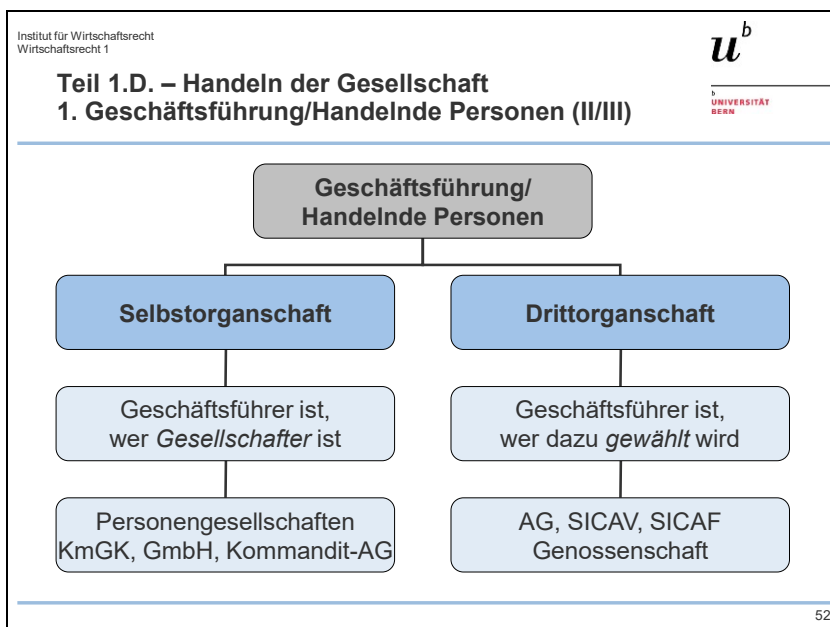 Institut für Wirtschaftsrecht
Wirtschaftsrecht 1
u^b
Teil 1.D. – Handeln der Gesellschaft
1. Geschäftsführung/Handelnde Personen (II/III)
b
UNIVERSITÄT
BERN
Geschäftsführung/
Handelnde Personen
Selbstorganschaft
Drittorganschaft
Geschäftsführer ist,
wer Gesellschafter ist
Geschäftsführer ist,
wer dazu gewählt wird
Personengesellschaften
KmGK, GmbH, Kommandit-AG
AG, SICAV, SICAF
Genossenschaft
52